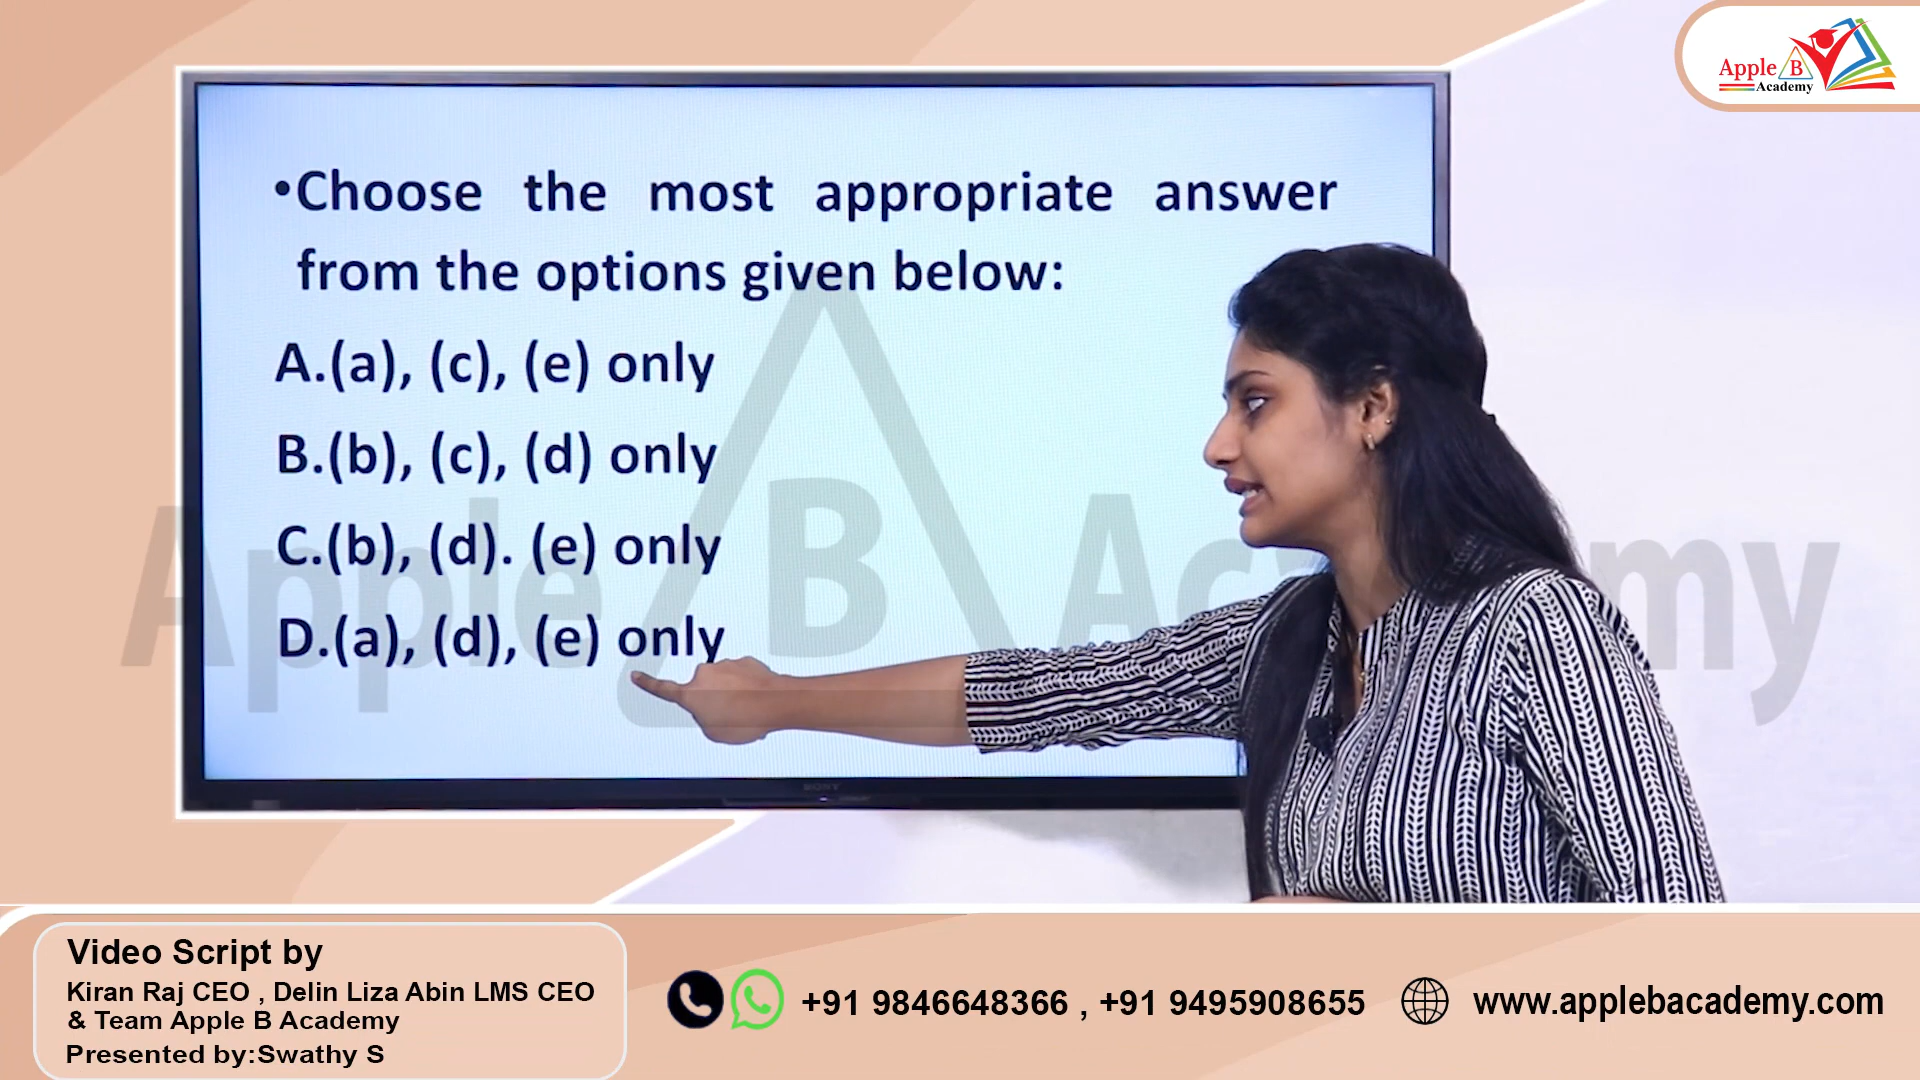 Apple B
Academy
•Choose the most appropriate answer
from the options given below:
A.(a), (c), (e) only
B.(b), (c), (d) only
C.(b), (d). (e) only
D.(a), (d), (e) only
Apple B Academy
SONY
Video Script by
Kiran Raj CEO , Delin Liza Abin LMS CEO
& Team Apple B Academy
Presented by:Swathy S
+91 9846648366 , +91 9495908655
www.applebacademy.com